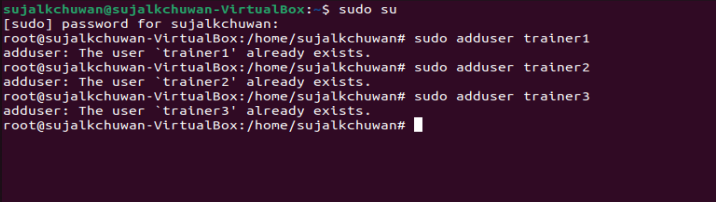 sujalkchuwan@sujalkchuwan-VirtualBox:~$ sudo su
[sudo] password for sujalkchuwan:
root@sujalkchuwan-VirtualBox:/home/sujalkchuwan# sudo adduser trainer1
adduser: The user `trainer1' already exists.
root@sujalkchuwan-VirtualBox:/home/sujalkchuwan# sudo adduser trainer2
adduser: The user `trainer2' already exists.
root@sujalkchuwan-VirtualBox:/home/sujalkchuwan# sudo adduser trainer3
adduser: The user `trainer3' already exists.
root@sujalkchuwan-VirtualBox:/home/sujalkchuwan#